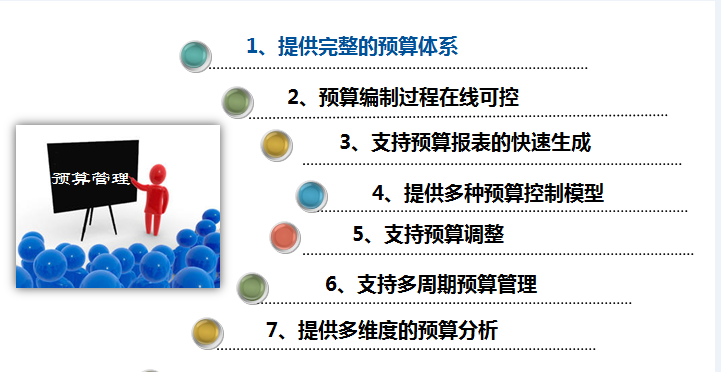 1、提供完整的预算体系
2、预算编制过程在线可控
3、支持预算报表的快速生成
预算管理
4、提供多种预算控制模型
5、支持预算调整
6、支持多周期预算管理
7、提供多维度的预算分析